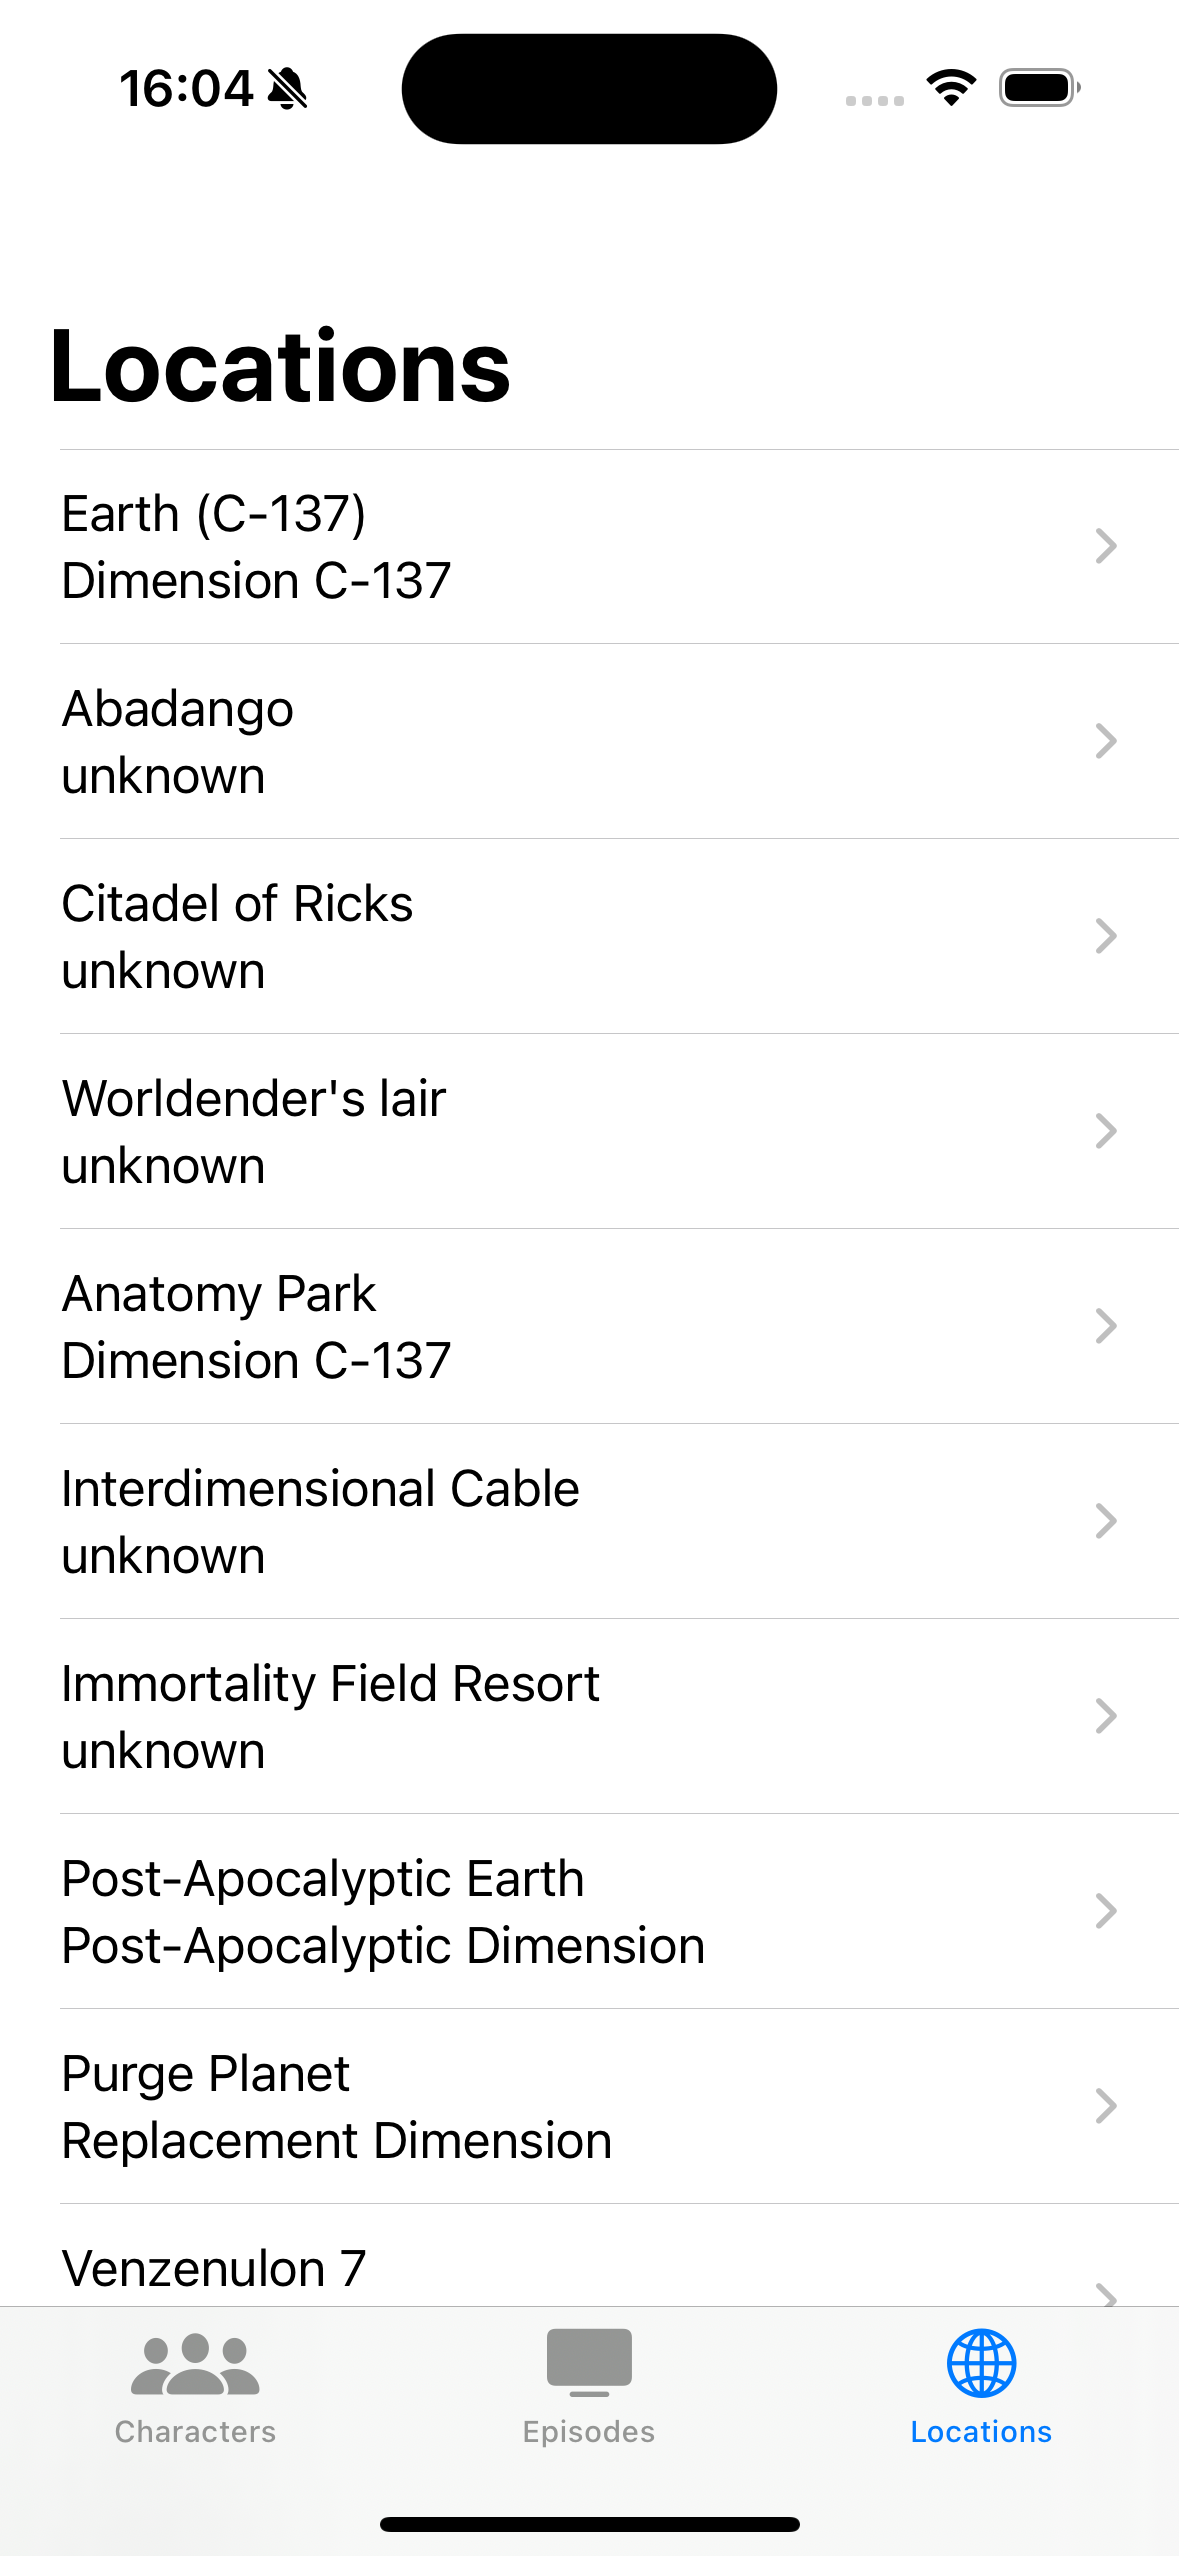 16:04
Locations
Earth (C-137)
Dimension C-137
Abadango
unknown
Citadel of Ricks
unknown
Worldender's lair
unknown
Anatomy Park
Dimension C-137
Interdimensional Cable
unknown
Immortality Field Resort
unknown
Post-Apocalyptic Earth
Post-Apocalyptic Dimension
Purge Planet
Replacement Dimension
Venzenulon 7
Characters
Episodes
Locations